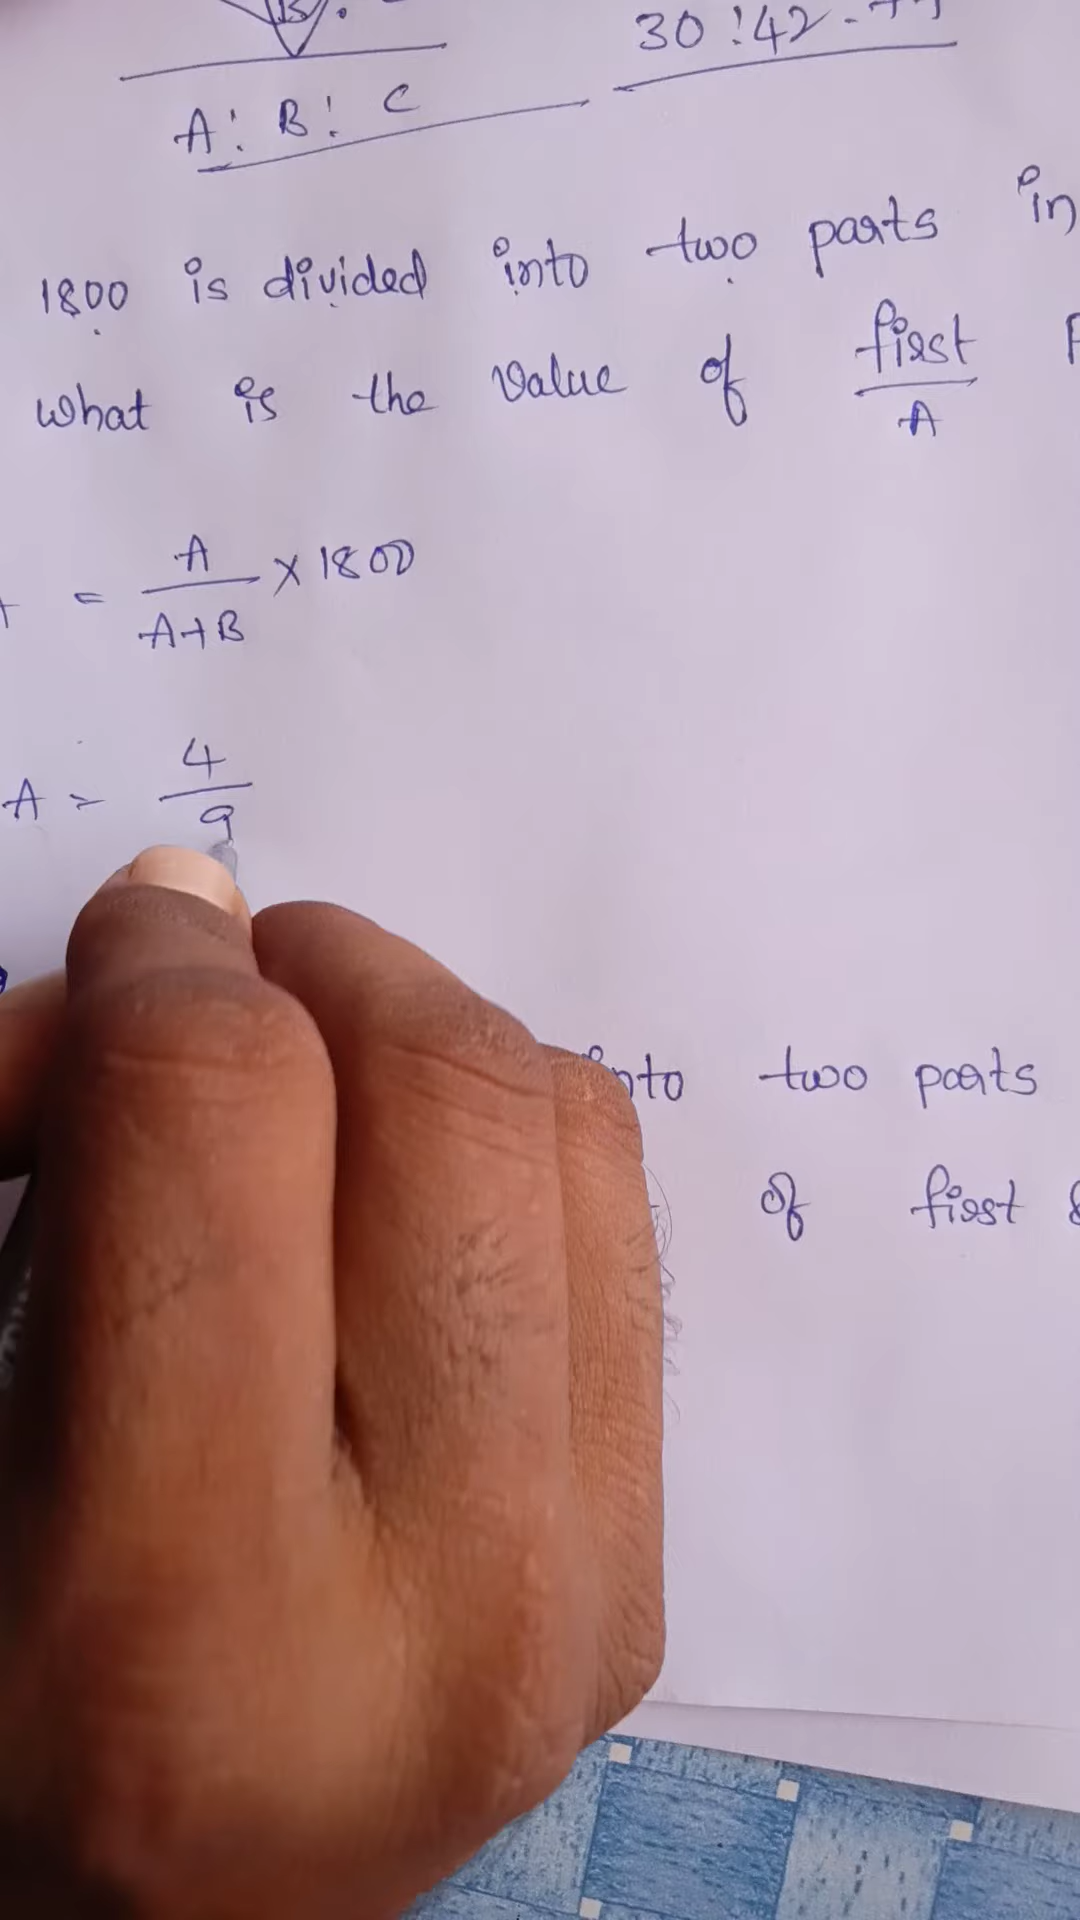 30:42
A: B: C
1800 is divided into two parts in
what is the value of first
A
= A/A+B × 1800
A = 4/9
into two parts
of first